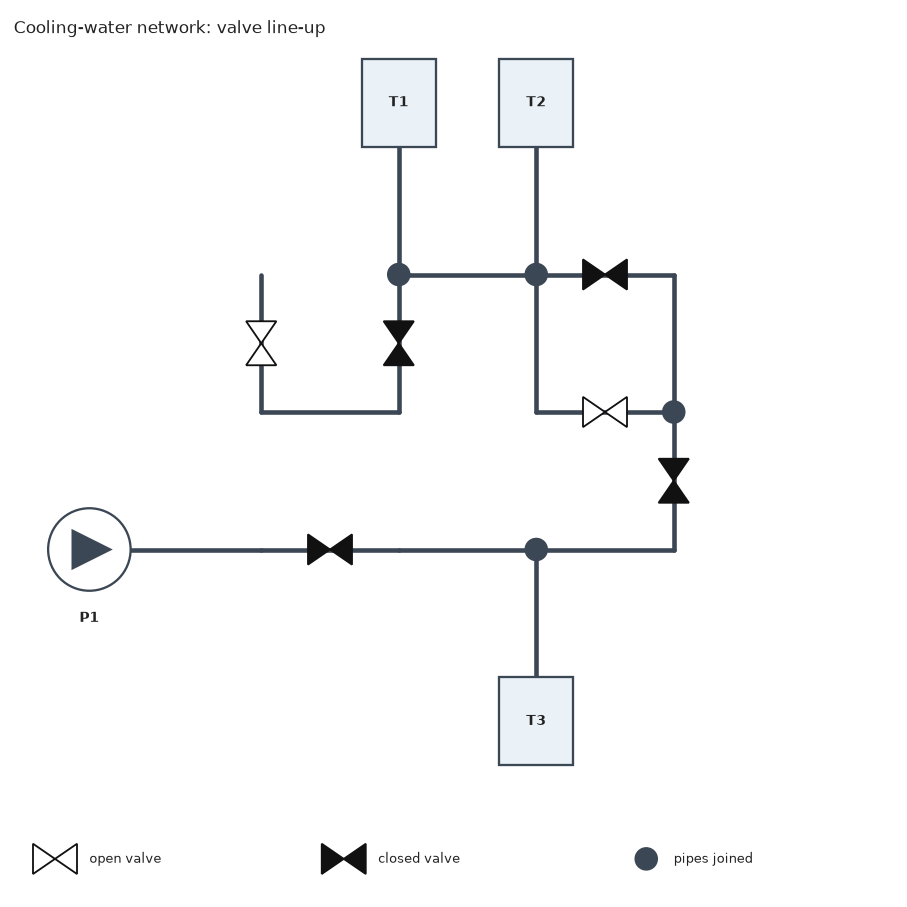 Cooling-water network: valve line-up
T1
T2
P1
T3
open valve
closed valve
pipes joined